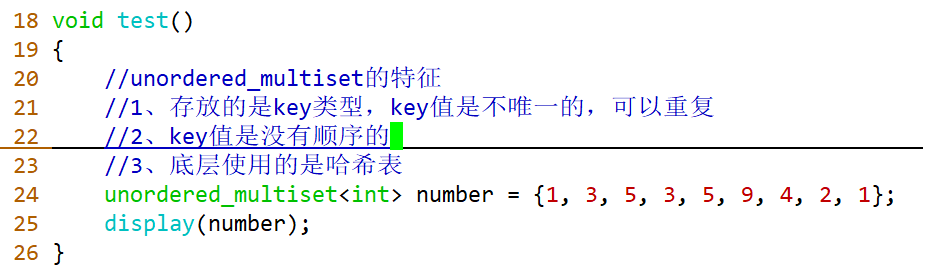 18 void test()
19 {
20     //unordered_multiset的特征
21     //1、存放的是key类型，key值是不唯一的，可以重复
22     //2、key值是没有顺序的
23     //3、底层使用的是哈希表
24     unordered_multiset<int> number = {1, 3, 5, 3, 5, 9, 4, 2, 1};
25     display(number);
26 }